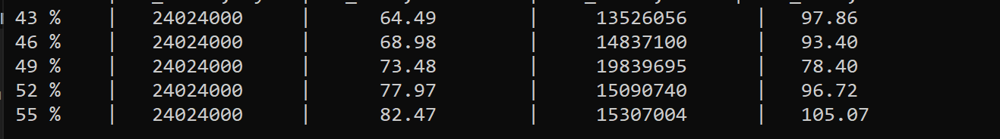 43 % | 24024000 | 64.49 | 13526056 | 97.86
46 % | 24024000 | 68.98 | 14837100 | 93.40
49 % | 24024000 | 73.48 | 19839695 | 78.40
52 % | 24024000 | 77.97 | 15090740 | 96.72
55 % | 24024000 | 82.47 | 15307004 | 105.07